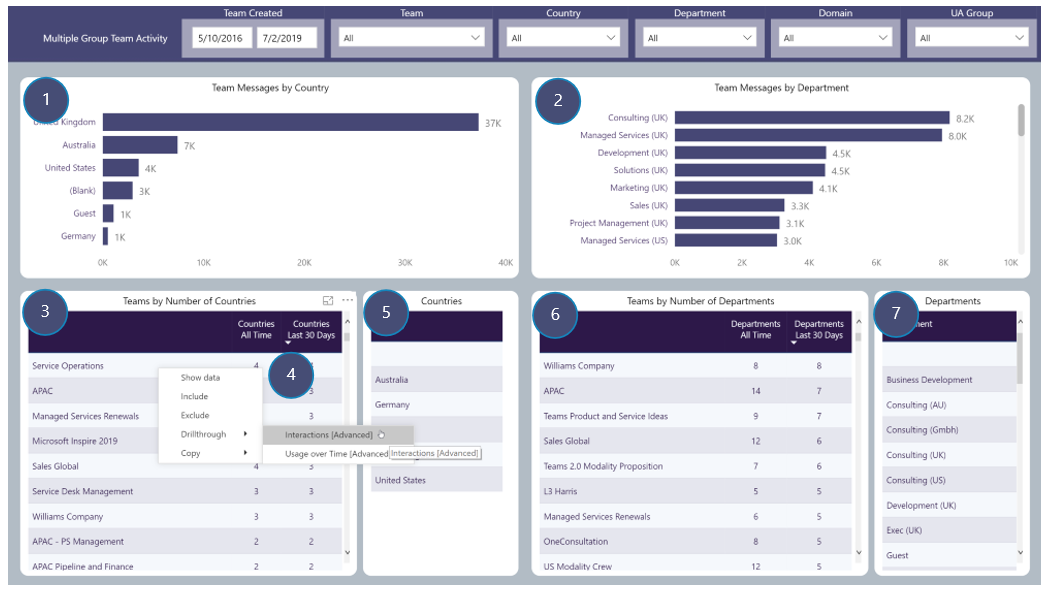 Team Created
Team
Country
Department
Domain
UA Group
Multiple Group Team Activity
5/10/2016
7/2/2019
All
All
All
All
All
1
Team Messages by Country
Kingdom
37K
Australia
7K
United States
4K
(Blank)
3K
Guest
1K
Germany
1K
0K
10K
20K
30K
40K
2
Team Messages by Department
Consulting (UK)
8.2K
Managed Services (UK)
8.0K
Development (UK)
4.5K
Solutions (UK)
4.5K
Marketing (UK)
4.1K
Sales (UK)
3.3K
Project Management (UK)
3.1K
Managed Services (US)
3.0K
0K
2K
4K
6K
8K
10K
3
Teams by Number of Countries
Countries All Time
Countries Last 30 Days
Service Operations 4
APAC 3
Managed Services Renewals 3
Microsoft Inspire 2019
Sales Global 4 3
Service Desk Management 3 3
Williams Company 3 3
APAC - PS Management 2 2
APAC Pipeline and Finance 2 2
4
Show data
Include
Exclude
Drillthrough
Copy
Interactions [Advanced]
Usage over Time [Advanced
Interactions [Advanced]
5
Countries
Australia
Germany
United States
6
Teams by Number of Departments
Departments All Time
Departments Last 30 Days
Williams Company 8 8
APAC 14 7
Teams Product and Service Ideas 9 7
Sales Global 12 6
Teams 2.0 Modality Proposition 7 6
L3 Harris 5 5
Managed Services Renewals 6 5
OneConsultation 8 5
US Modality Crew 12 5
7
Departments
Business Development
Consulting (AU)
Consulting (Gmbh)
Consulting (UK)
Consulting (US)
Development (UK)
Exec (UK)
Guest